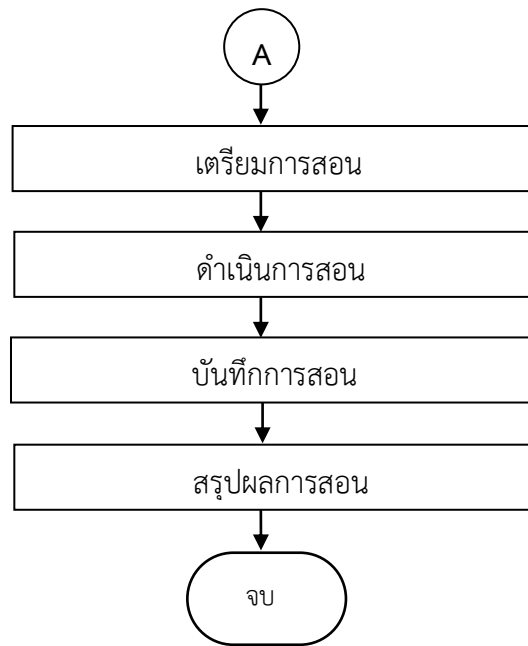 A
เตรียมการสอน
ดำเนินการสอน
บันทึกการสอน
สรุปผลการสอน
จบ